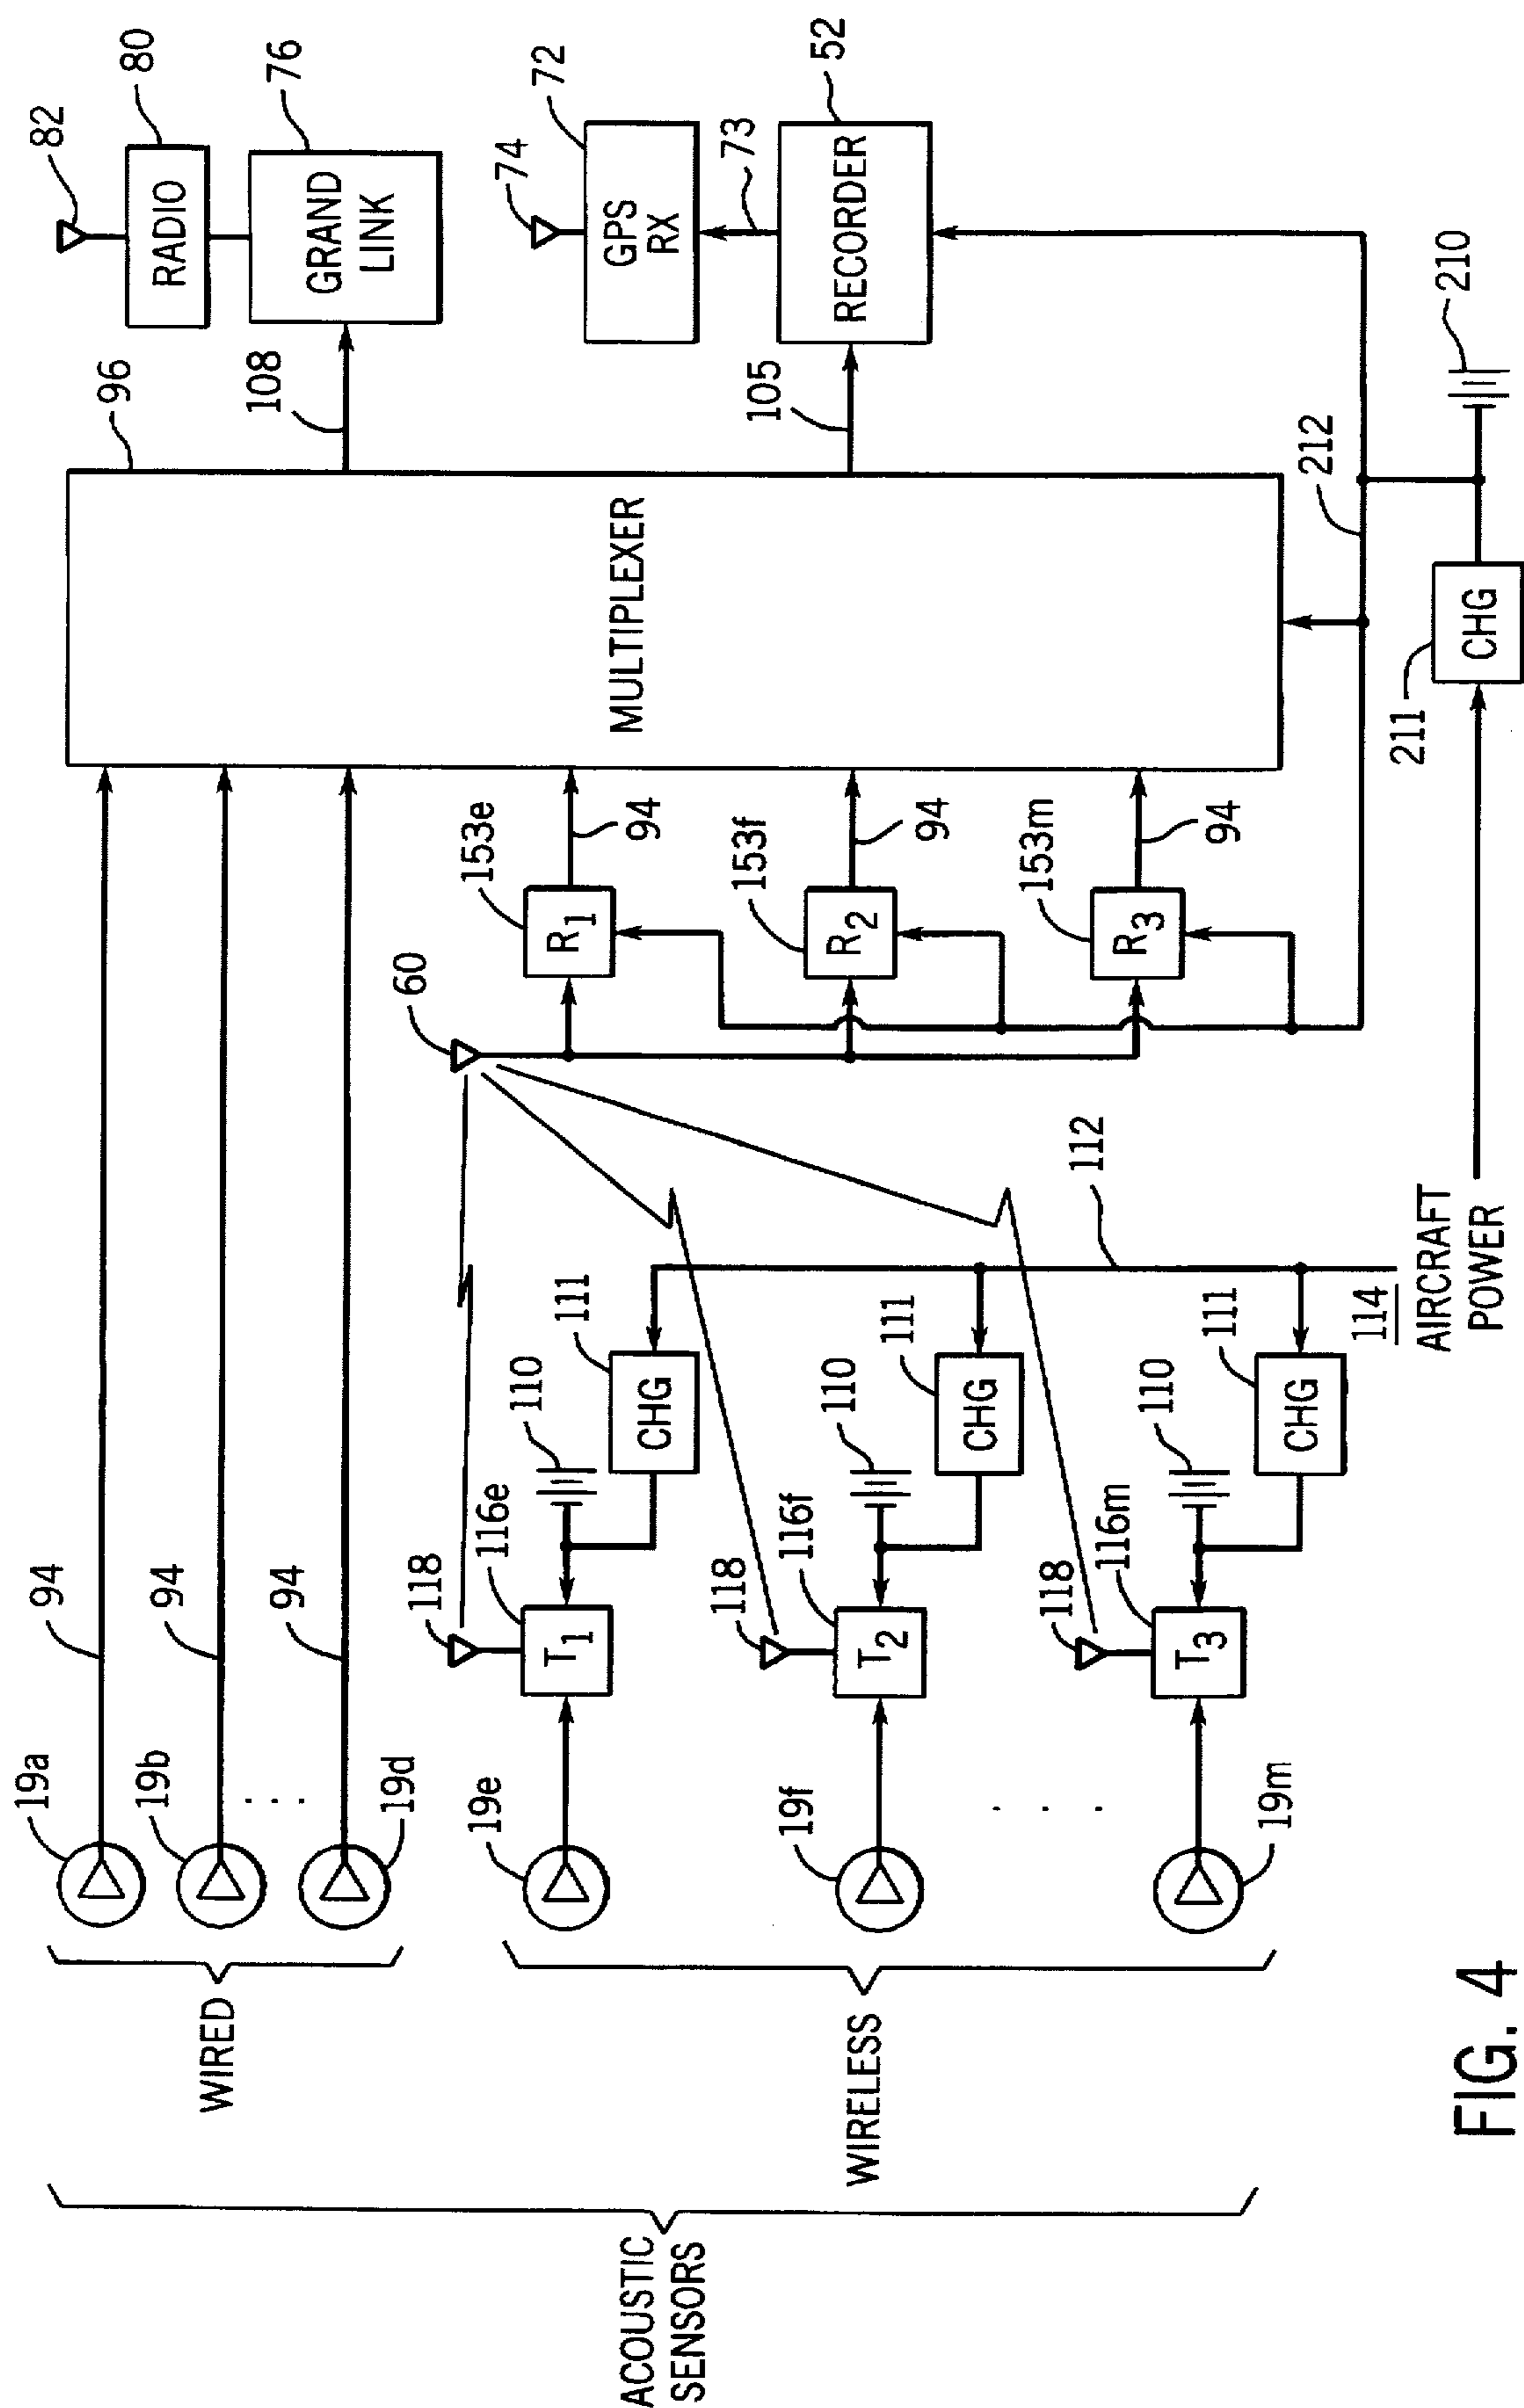 ACOUSTIC
SENSORS
WIRED
WIRELESS
19a
94
19b
94
. . .
19d
94
19e
118
T1
116e
110
CHG
111
19f
118
T2
116f
110
CHG
111
. . .
19m
118
T3
116m
110
CHG
111
112
114
AIRCRAFT
POWER
60
R1
153e
94
R2
153f
94
R3
153m
94
MULTIPLEXER
96
108
105
82
RADIO
80
GRAND
LINK
76
74
GPS
RX
72
73
RECORDER
52
212
210
CHG
211
FIG. 4